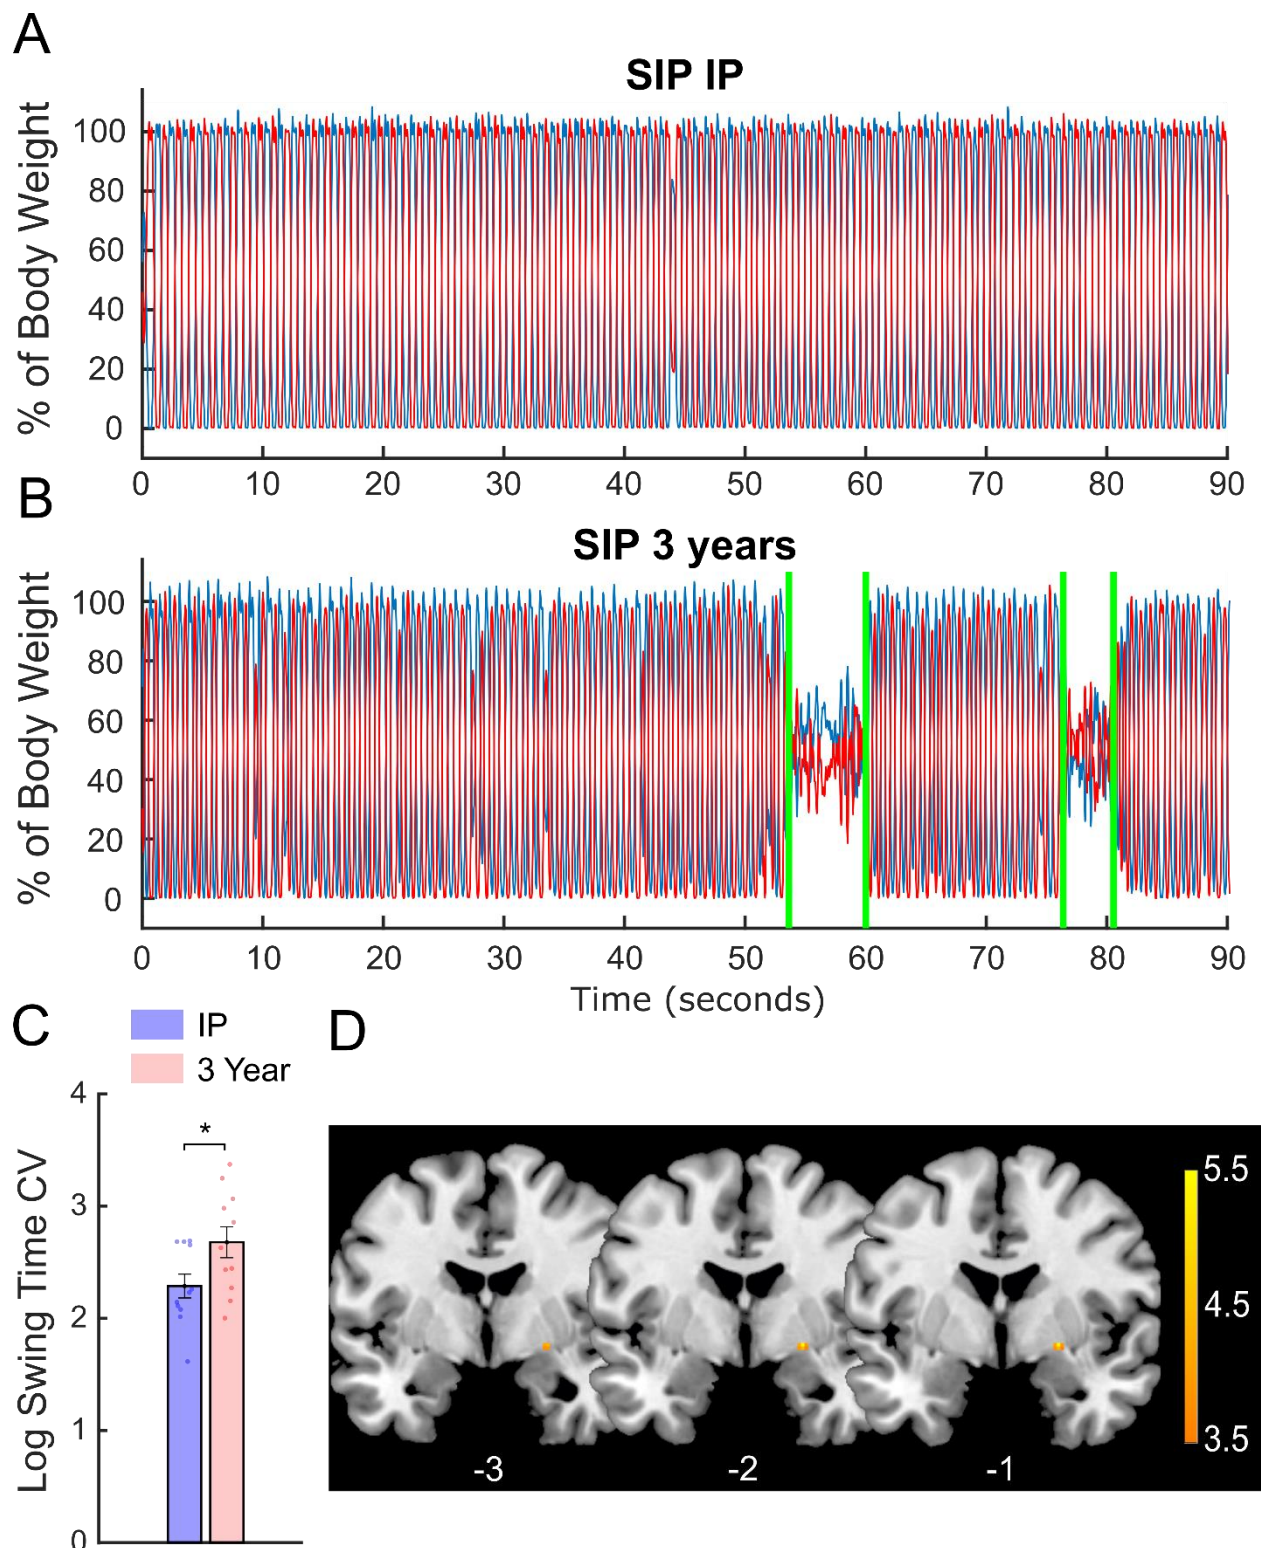 A
SIP IP
% of Body Weight
100
80
60
40
20
0
0 10 20 30 40 50 60 70 80 90
B
SIP 3 years
% of Body Weight
100
80
60
40
20
0
0 10 20 30 40 50 60 70 80 90
Time (seconds)
C
IP
3 Year
Log Swing Time CV
4
3
2
1
0
*
D
5.5
4.5
3.5
-3 -2 -1